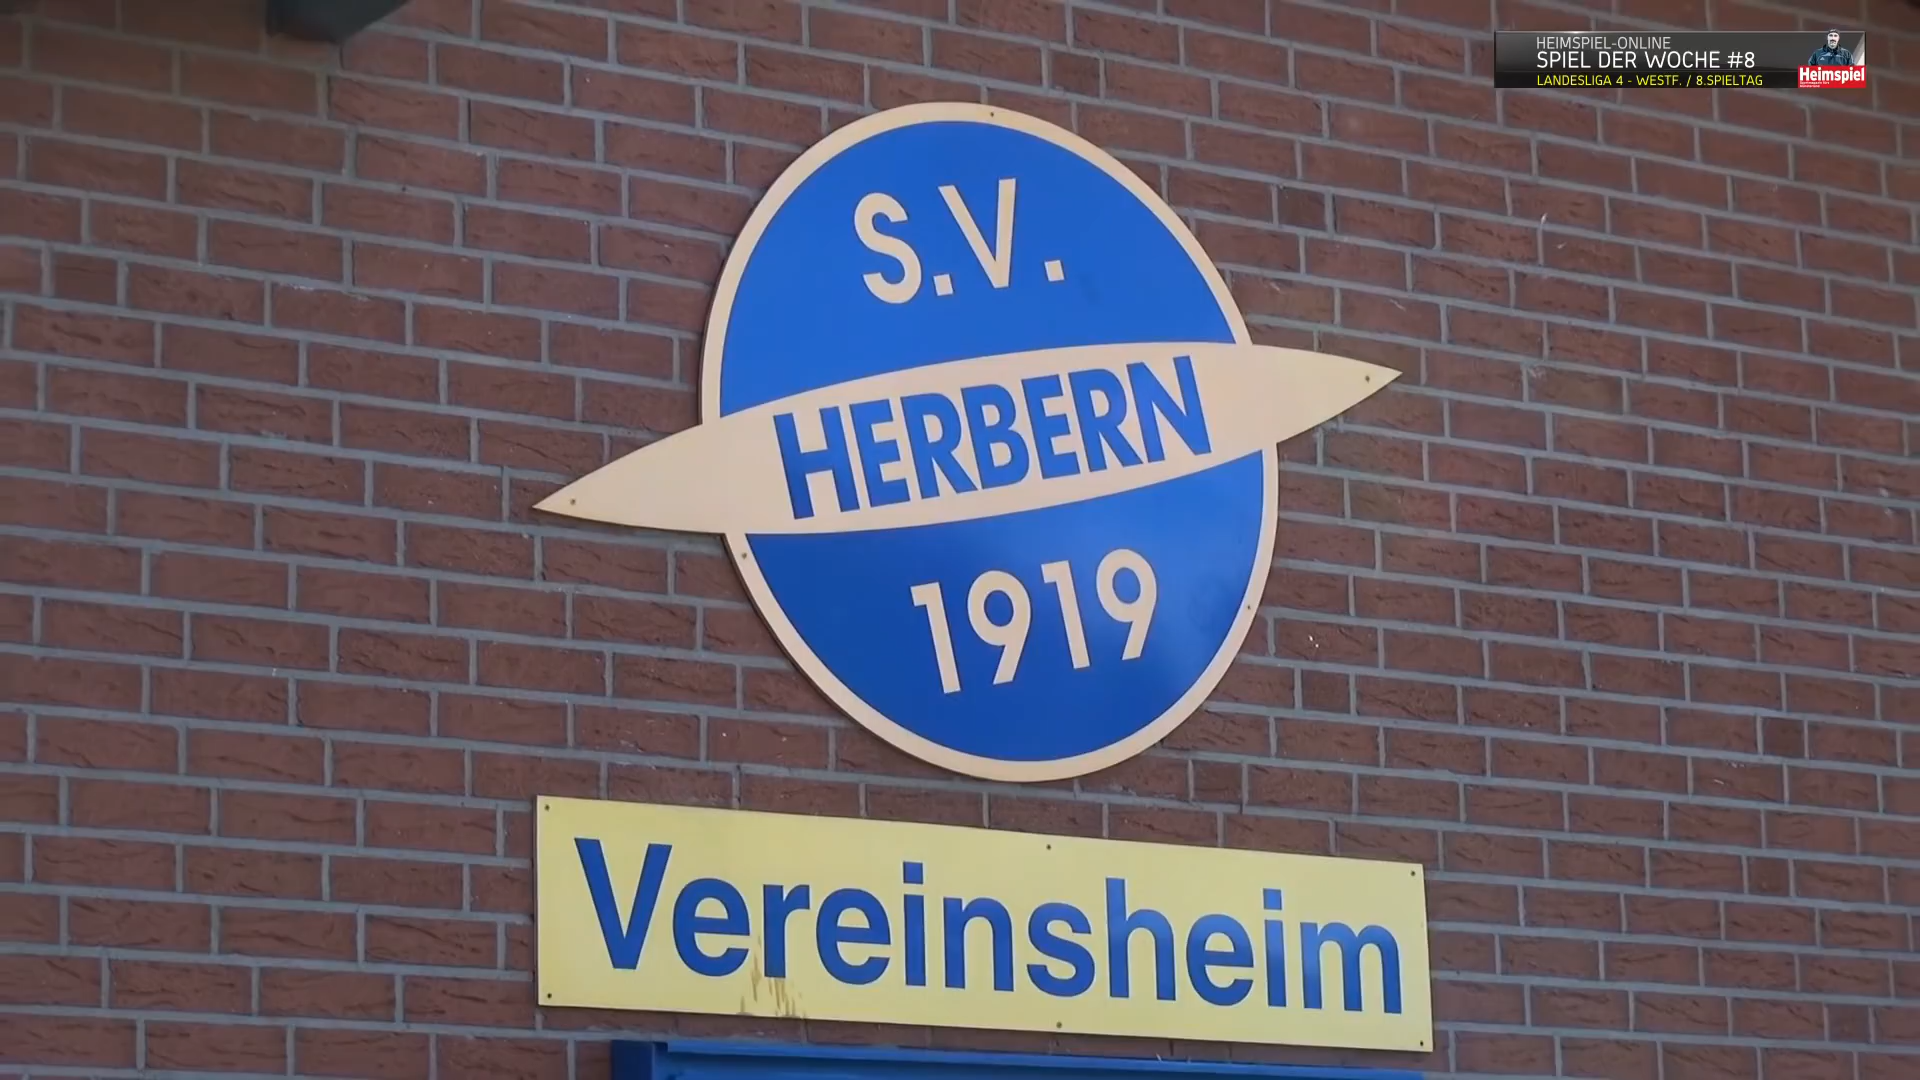 HEIMSPIEL-ONLINE
SPIEL DER WOCHE #8
LANDESLIGA 4 - WESTF. / 8.SPIELTAG
Heimspiel
S.V.
HERBERN
1919
Vereinsheim